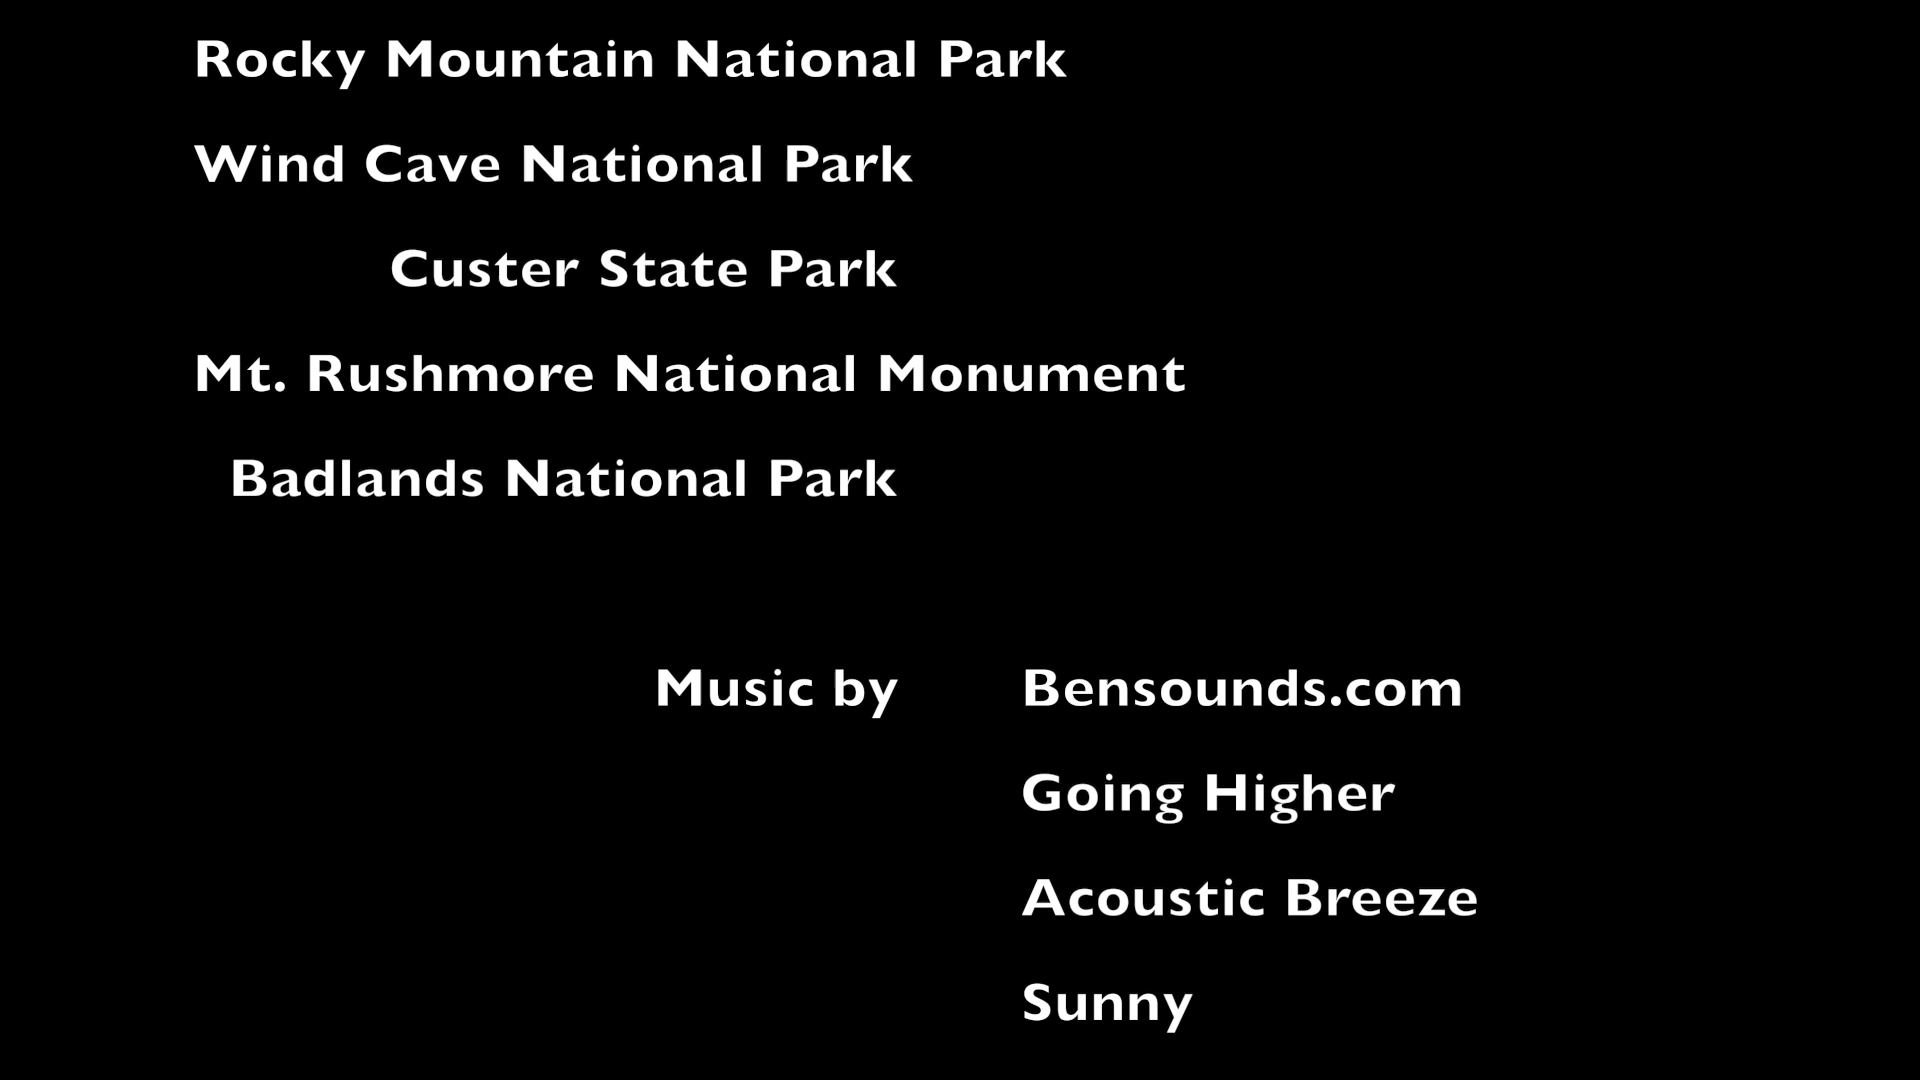 Rocky Mountain National Park
Wind Cave National Park
Custer State Park
Mt. Rushmore National Monument
Badlands National Park
Music by Bensounds.com
Going Higher
Acoustic Breeze
Sunny